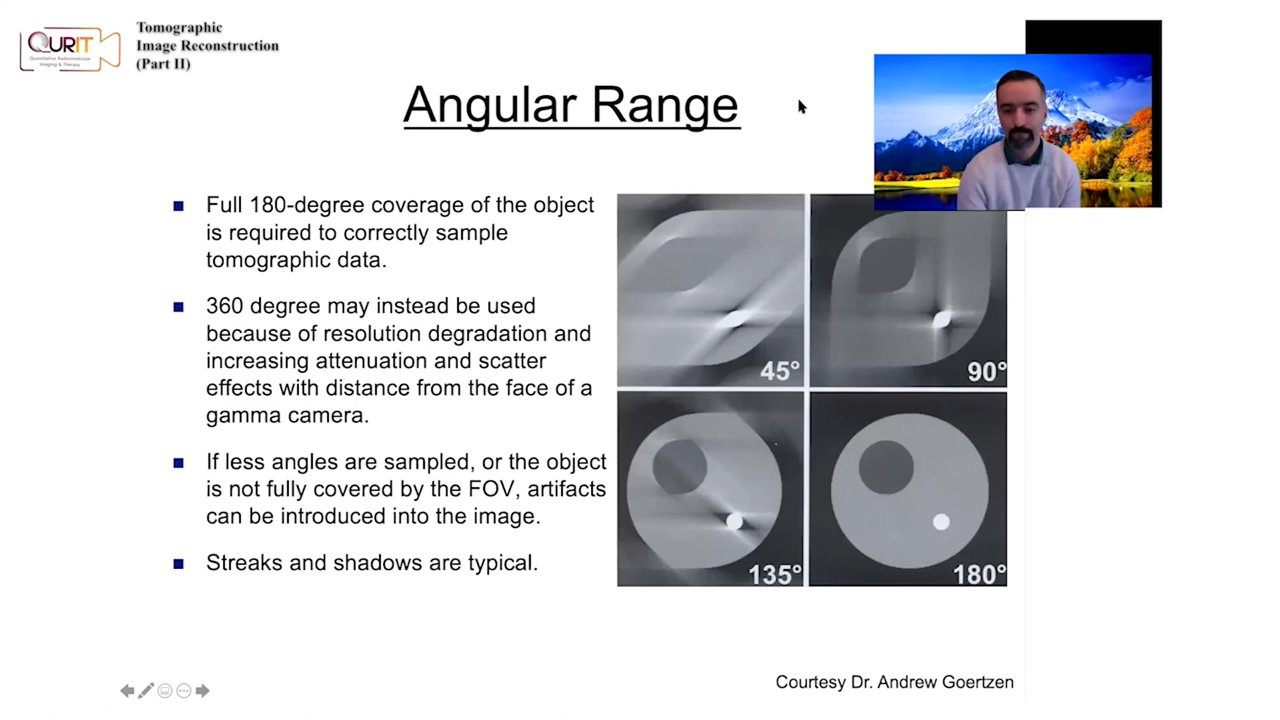 QURIT
Quantitative Radiomolecular
Imaging & Therapy
Tomographic
Image Reconstruction
(Part II)
Angular Range
Full 180-degree coverage of the object
is required to correctly sample
tomographic data.
360 degree may instead be used
because of resolution degradation and
increasing attenuation and scatter
effects with distance from the face of a
gamma camera.
If less angles are sampled, or the object
is not fully covered by the FOV, artifacts
can be introduced into the image.
Streaks and shadows are typical.
45°
90°
135°
180°
Courtesy Dr. Andrew Goertzen